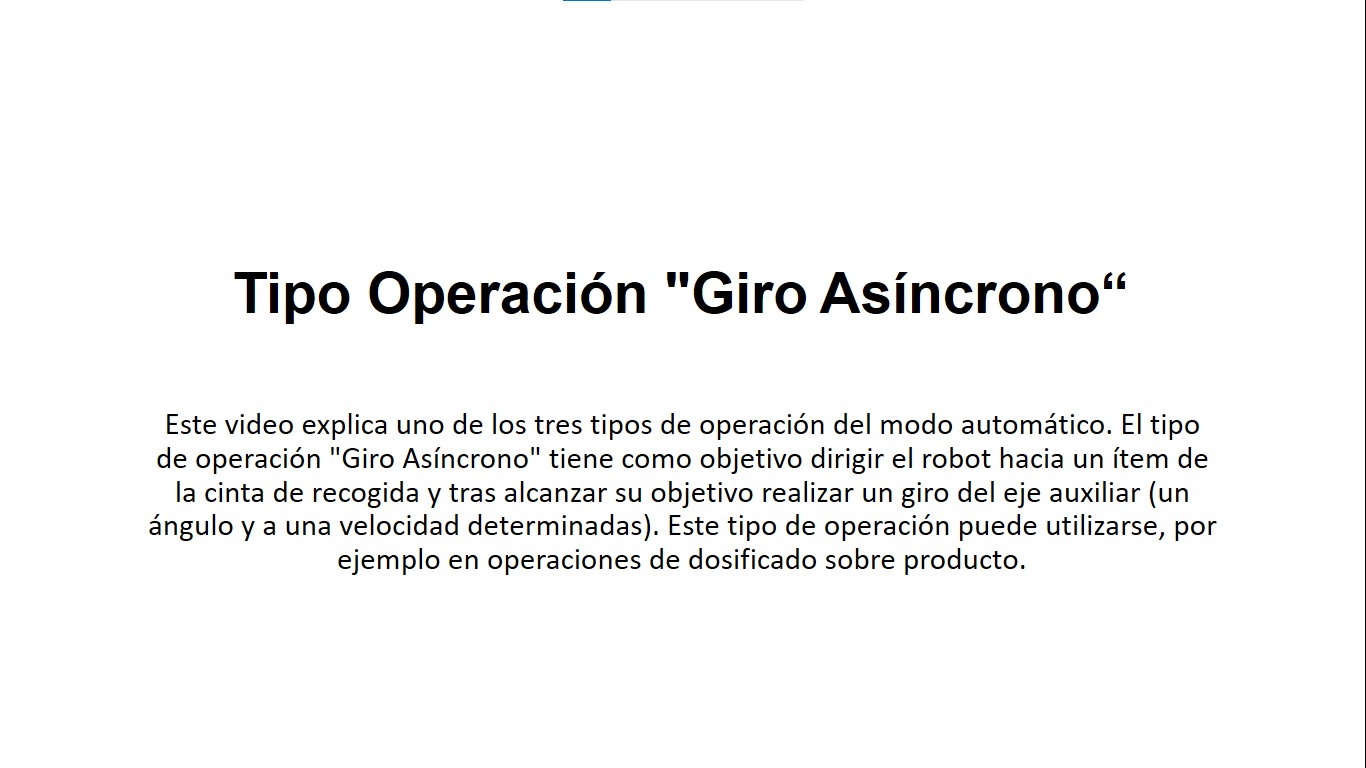 Tipo Operación "Giro Asíncrono“
Este video explica uno de los tres tipos de operación del modo automático. El tipo
de operación "Giro Asíncrono" tiene como objetivo dirigir el robot hacia un ítem de
la cinta de recogida y tras alcanzar su objetivo realizar un giro del eje auxiliar (un
ángulo y a una velocidad determinadas). Este tipo de operación puede utilizarse, por
ejemplo en operaciones de dosificado sobre producto.